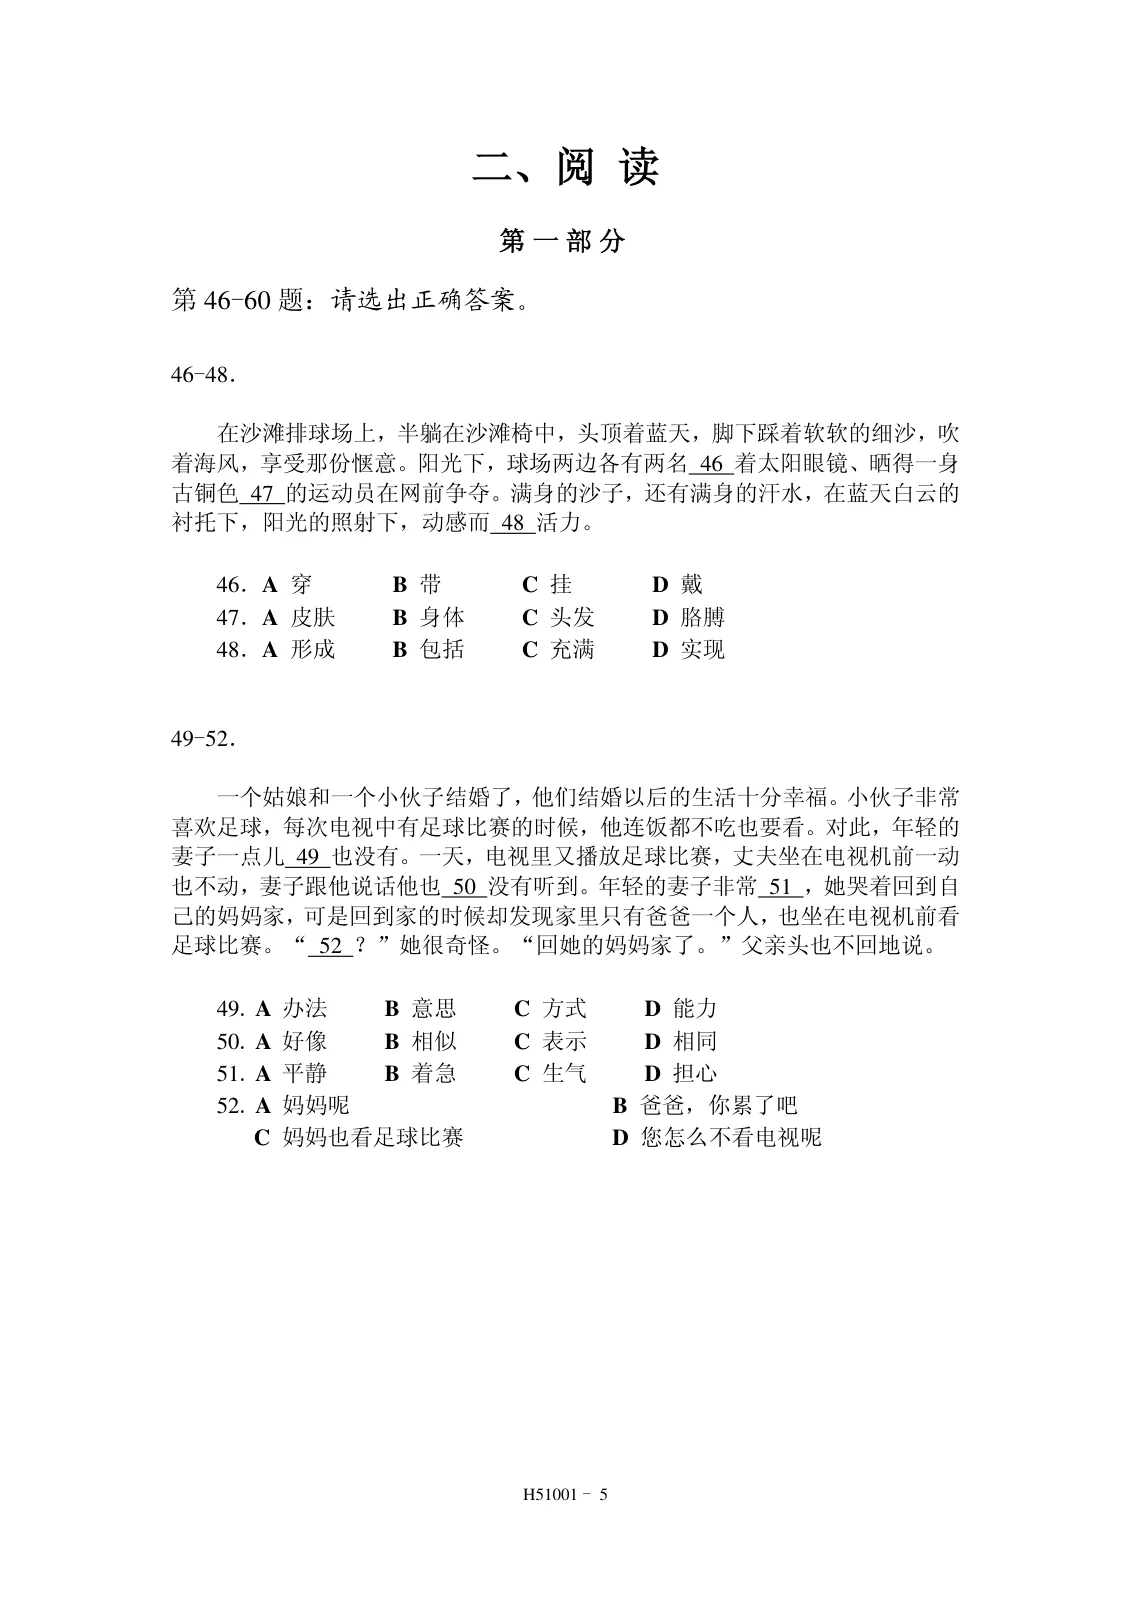 二、阅 读
第一部分
第 46-60 题：请选出正确答案。
46-48．
在沙滩排球场上，半躺在沙滩椅中，头顶着蓝天，脚下踩着软软的细沙，吹
着海风，享受那份惬意。阳光下，球场两边各有两名 46 着太阳眼镜、晒得一身
古铜色 47 的运动员在网前争夺。满身的沙子，还有满身的汗水，在蓝天白云的
衬托下，阳光的照射下，动感而 48 活力。
46．A 穿 B 带 C 挂 D 戴
47．A 皮肤 B 身体 C 头发 D 胳膊
48．A 形成 B 包括 C 充满 D 实现
49-52．
一个姑娘和一个小伙子结婚了，他们结婚以后的生活十分幸福。小伙子非常
喜欢足球，每次电视中有足球比赛的时候，他连饭都不吃也要看。对此，年轻的
妻子一点儿 49 也没有。一天，电视里又播放足球比赛，丈夫坐在电视机前一动
也不动，妻子跟他说话他也 50 没有听到。年轻的妻子非常 51 ，她哭着回到自
己的妈妈家，可是回到家的时候却发现家里只有爸爸一个人，也坐在电视机前看
足球比赛。“ 52 ？”她很奇怪。“回她的妈妈家了。”父亲头也不回地说。
49. A 办法 B 意思 C 方式 D 能力
50. A 好像 B 相似 C 表示 D 相同
51. A 平静 B 着急 C 生气 D 担心
52. A 妈妈呢 B 爸爸，你累了吧
C 妈妈也看足球比赛 D 您怎么不看电视呢
H51001－ 5